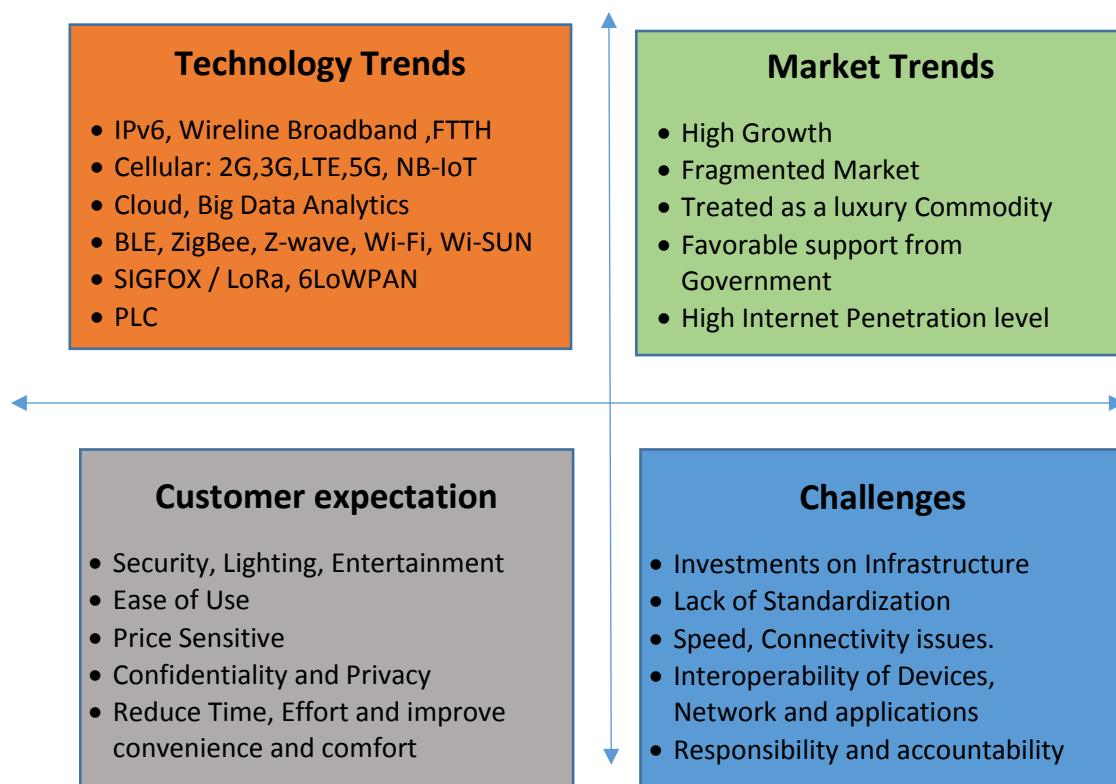 Technology Trends
• IPv6, Wireline Broadband ,FTTH
• Cellular: 2G,3G,LTE,5G, NB-IoT
• Cloud, Big Data Analytics
• BLE, ZigBee, Z-wave, Wi-Fi, Wi-SUN
• SIGFOX / LoRa, 6LoWPAN
• PLC
Market Trends
• High Growth
• Fragmented Market
• Treated as a luxury Commodity
• Favorable support from
Government
• High Internet Penetration level
Customer expectation
• Security, Lighting, Entertainment
• Ease of Use
• Price Sensitive
• Confidentiality and Privacy
• Reduce Time, Effort and improve
convenience and comfort
Challenges
• Investments on Infrastructure
• Lack of Standardization
• Speed, Connectivity issues.
• Interoperability of Devices,
Network and applications
• Responsibility and accountability